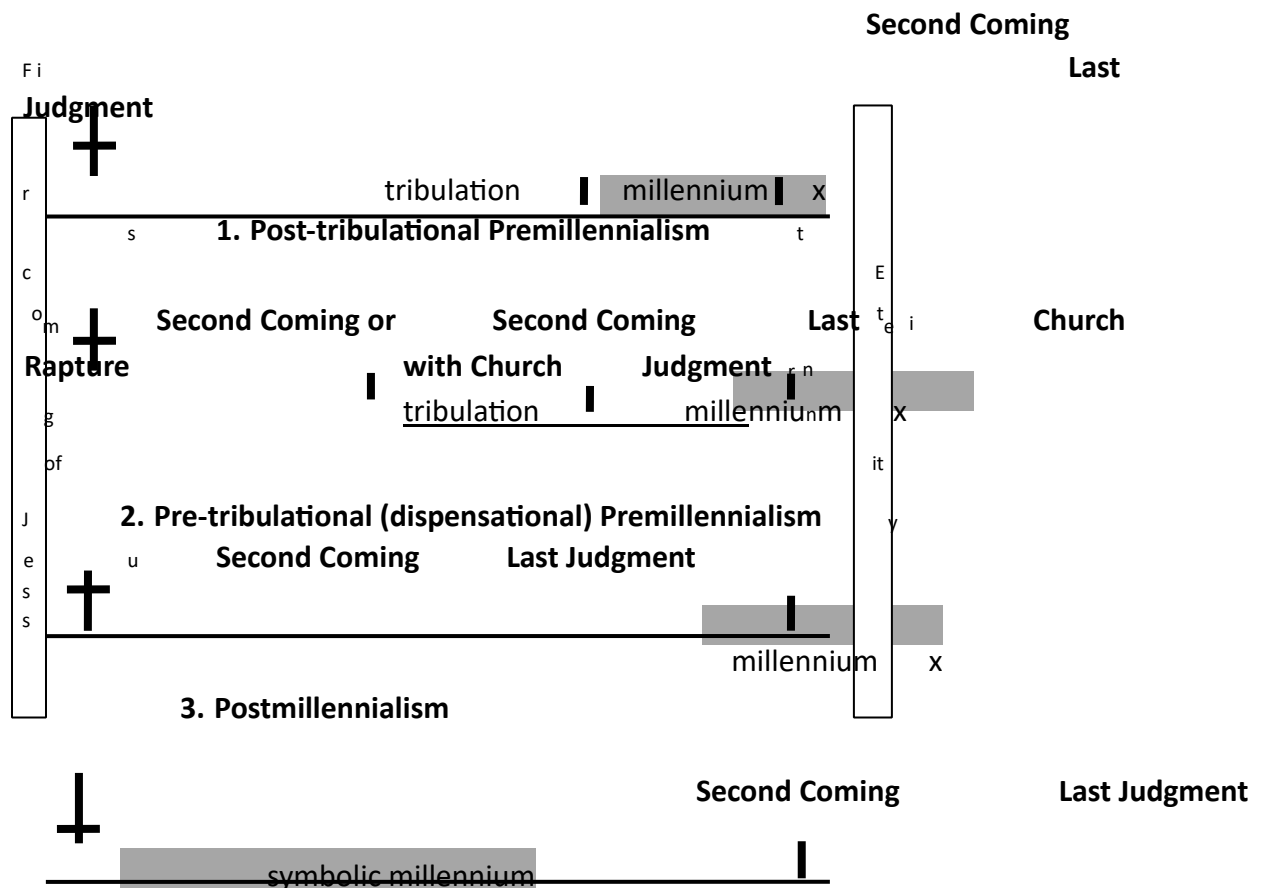 Second Coming
F i Last
Judgment
r tribulation millennium x
s 1. Post-tribulational Premillennialism t
c E
o m Second Coming or Second Coming Last t e i Church
Rapture with Church Judgment r n
g tribulation millennium n x
of it
J 2. Pre-tribulational (dispensational) Premillennialism y
e u Second Coming Last Judgment
s
s
millennium x
3. Postmillennialism
Second Coming Last Judgment
symbolic millennium